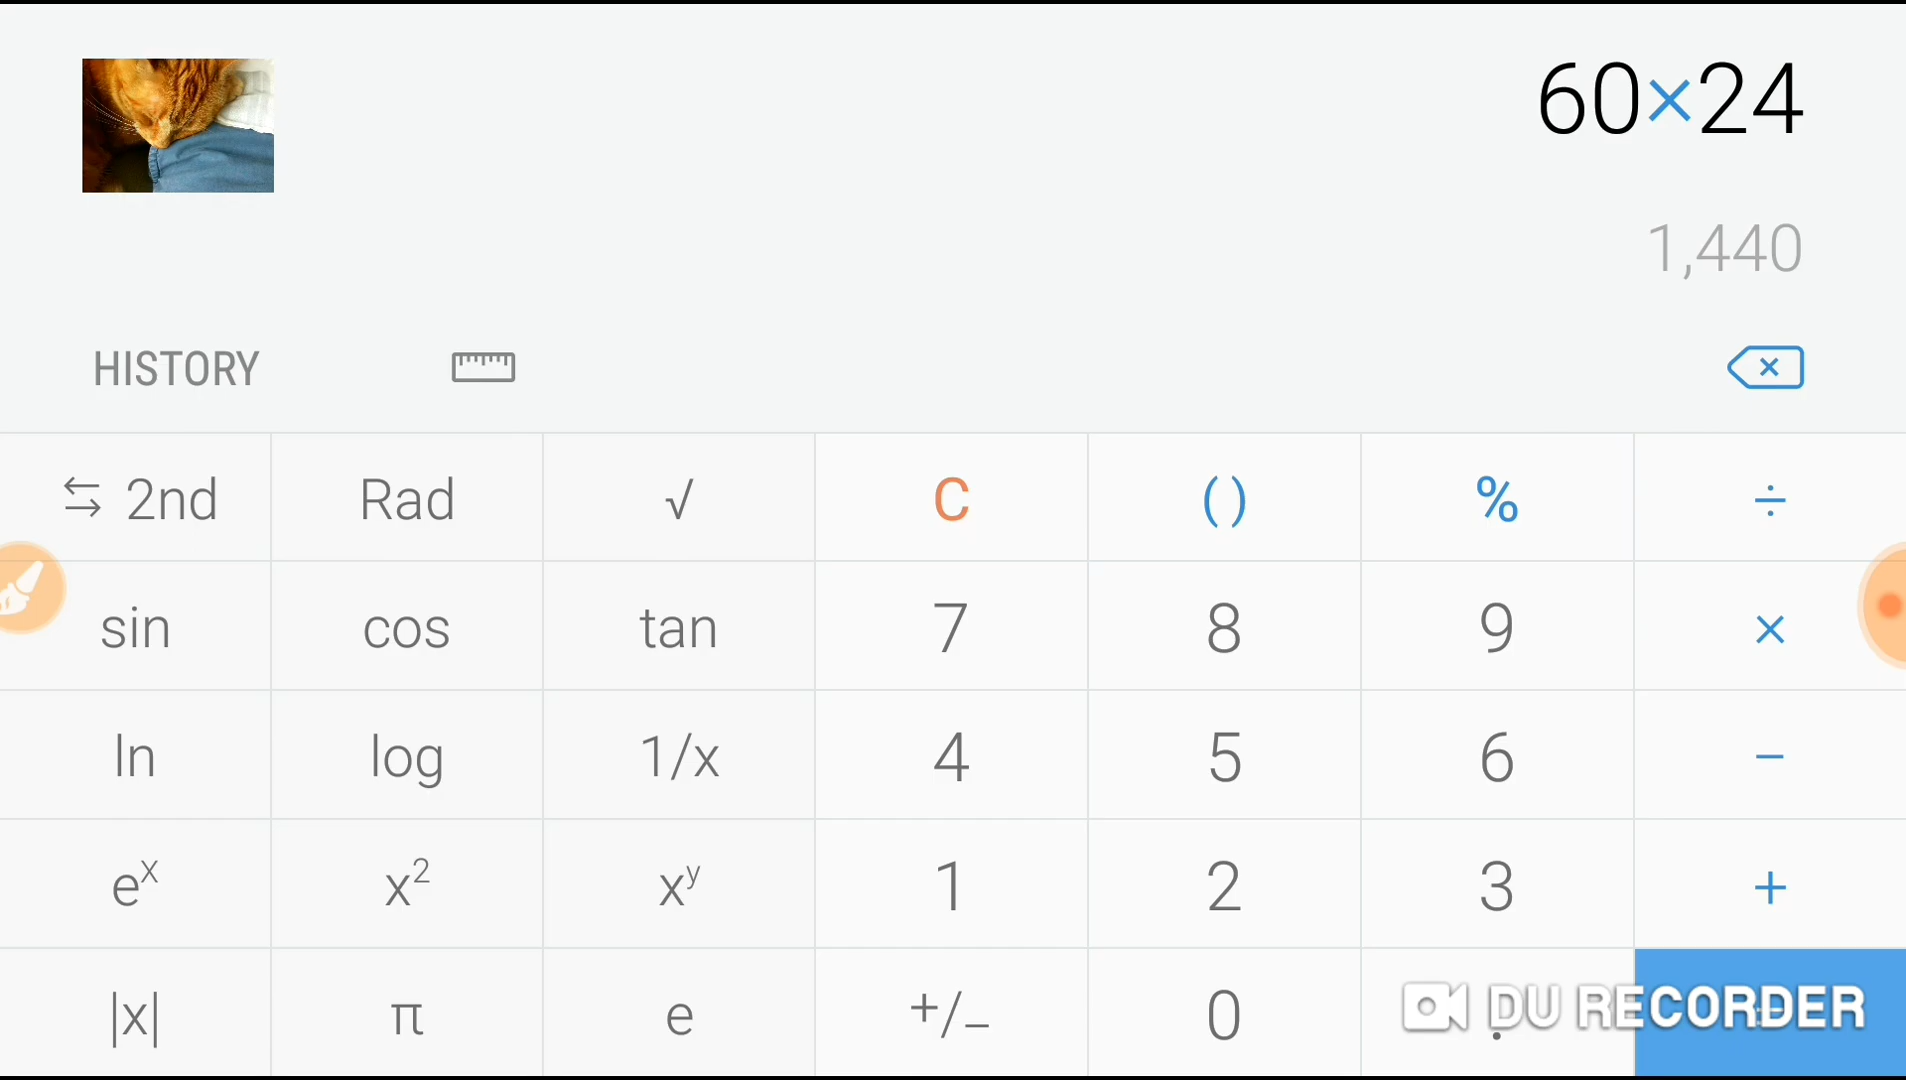 60×24
1,440
HISTORY
2nd Rad √ C ( ) % ÷
sin cos tan 7 8 9 ×
ln log 1/x 4 5 6 −
eˣ x² xʸ 1 2 3 +
|x| π e +/− 0 . =
DU RECORDER